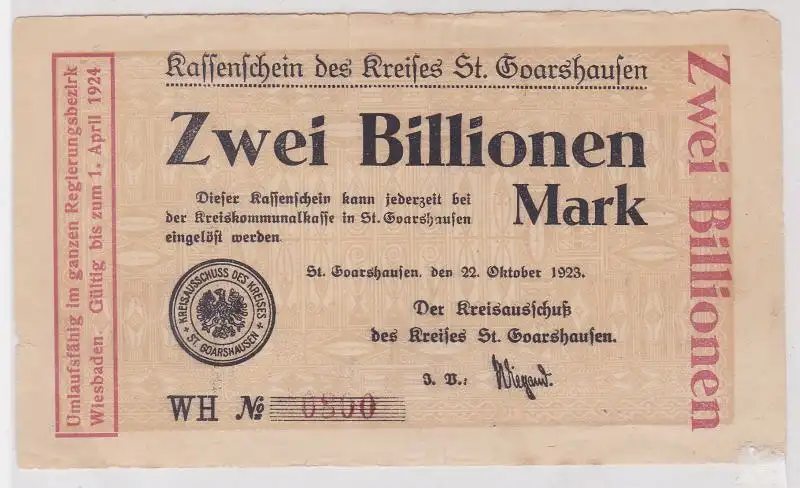 Kassenschein des Kreises St. Goarshausen
Zwei Billionen
Mark
Dieser Kassenschein kann jederzeit bei
der Kreiskommunalkasse in St. Goarshausen
eingelöst werden.
St. Goarshausen, den 22. Oktober 1923.
Der Kreisausschuß
des Kreises St. Goarshausen.
J. V.: Wiegand.
KREISAUSSCHUSS DES KREISES
ST. GOARSHAUSEN
WH № 0800
Umlaufsfähig im ganzen Regierungsbezirk
Wiesbaden. Gültig bis zum 1. April 1924
Zwei Billionen